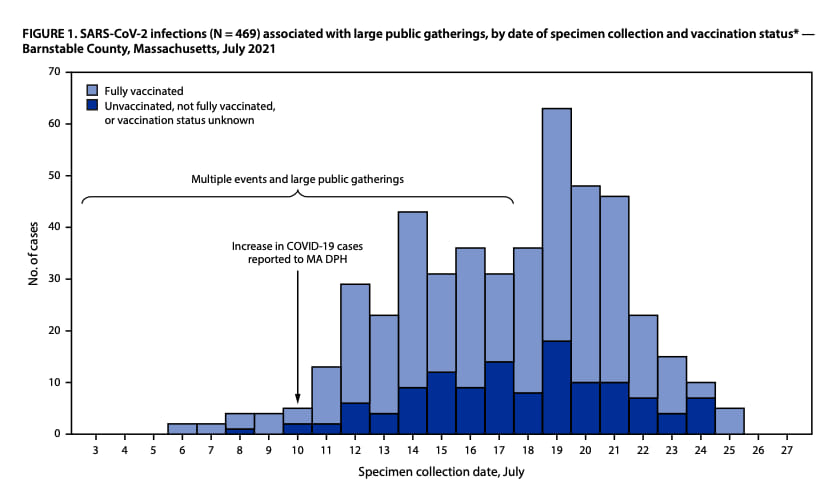 FIGURE 1. SARS-CoV-2 infections (N = 469) associated with large public gatherings, by date of specimen collection and vaccination status* —
Barnstable County, Massachusetts, July 2021
70
60
50
40
30
20
10
0
No. of cases
Fully vaccinated
Unvaccinated, not fully vaccinated,
or vaccination status unknown
Multiple events and large public gatherings
Increase in COVID-19 cases
reported to MA DPH
3 4 5 6 7 8 9 10 11 12 13 14 15 16 17 18 19 20 21 22 23 24 25 26 27
Specimen collection date, July